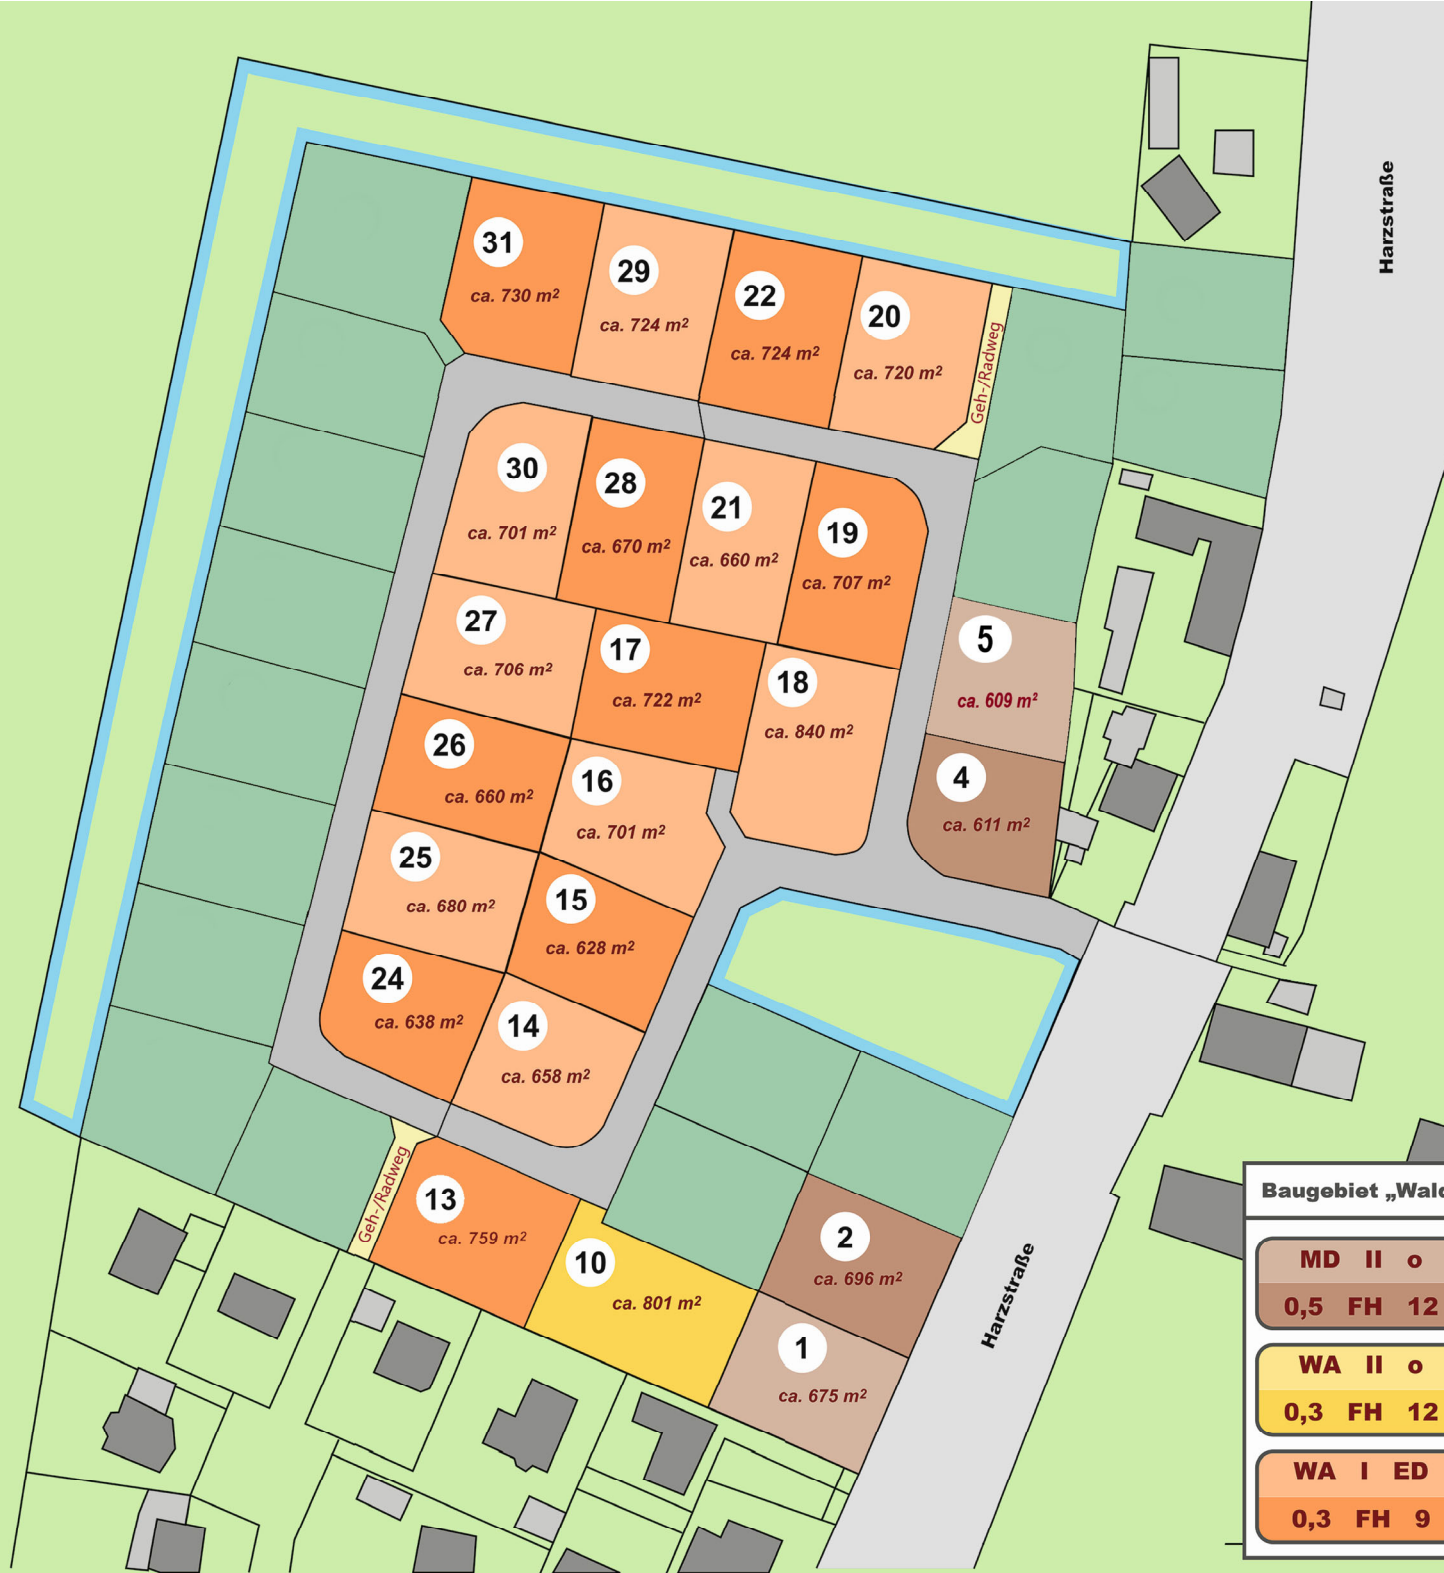 Harzstraße
31
ca. 730 m²
29
ca. 724 m²
22
ca. 724 m²
20
ca. 720 m²
Geh-/Radweg
30
ca. 701 m²
28
ca. 670 m²
21
ca. 660 m²
19
ca. 707 m²
27
ca. 706 m²
17
ca. 722 m²
18
ca. 840 m²
5
ca. 609 m²
26
ca. 660 m²
16
ca. 701 m²
4
ca. 611 m²
25
ca. 680 m²
15
ca. 628 m²
24
ca. 638 m²
14
ca. 658 m²
Geh-/Radweg
13
ca. 759 m²
10
ca. 801 m²
2
ca. 696 m²
1
ca. 675 m²
Harzstraße
Baugebiet „Wald
MD II o
0,5 FH 12
WA II o
0,3 FH 12
WA I ED
0,3 FH 9